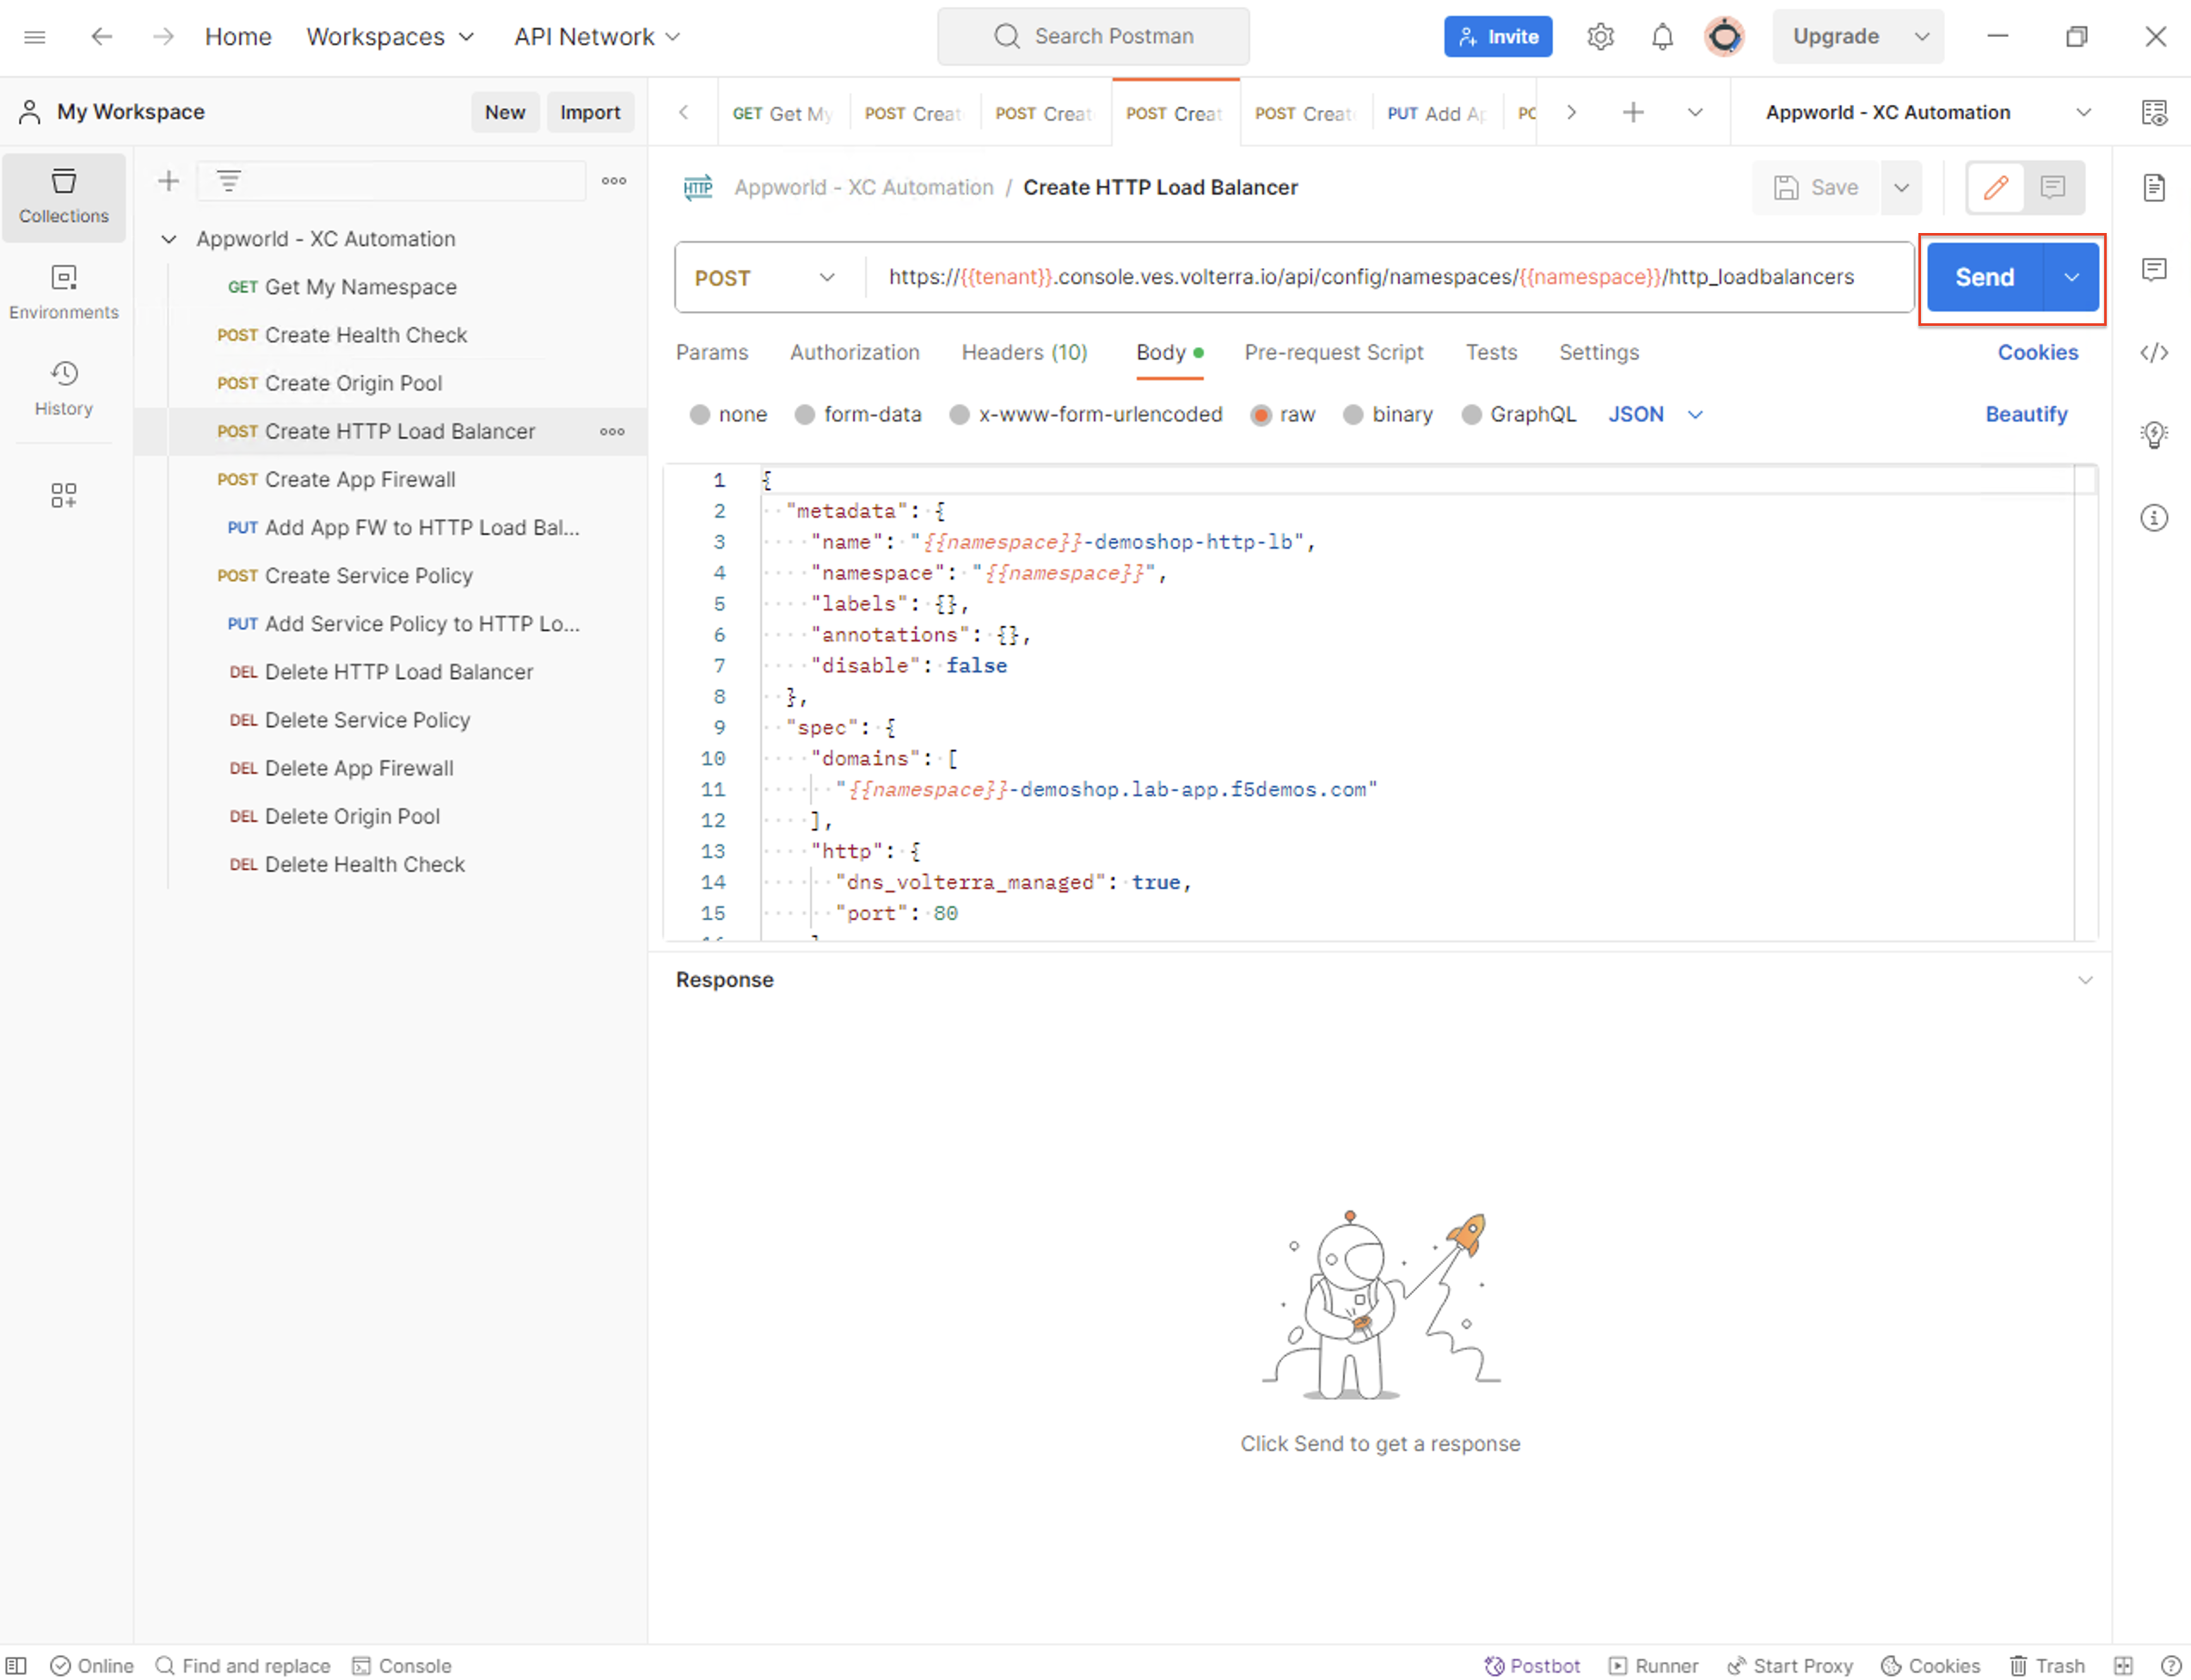 Home Workspaces API Network Search Postman Invite Upgrade
My Workspace New Import
GET Get My POST Creat POST Creat POST Creat POST Creat PUT Add Ap PO Appworld - XC Automation
Collections
Environments
History
Appworld - XC Automation
GET Get My Namespace
POST Create Health Check
POST Create Origin Pool
POST Create HTTP Load Balancer
POST Create App Firewall
PUT Add App FW to HTTP Load Bal...
POST Create Service Policy
PUT Add Service Policy to HTTP Lo...
DEL Delete HTTP Load Balancer
DEL Delete Service Policy
DEL Delete App Firewall
DEL Delete Origin Pool
DEL Delete Health Check
HTTP Appworld - XC Automation / Create HTTP Load Balancer Save
POST https://{{tenant}}.console.ves.volterra.io/api/config/namespaces/{{namespace}}/http_loadbalancers Send
Params Authorization Headers (10) Body Pre-request Script Tests Settings Cookies
none form-data x-www-form-urlencoded raw binary GraphQL JSON Beautify
1 {
2 "metadata": {
3 "name": "{{namespace}}-demoshop-http-lb",
4 "namespace": "{{namespace}}",
5 "labels": {},
6 "annotations": {},
7 "disable": false
8 },
9 "spec": {
10 "domains": [
11 "{{namespace}}-demoshop.lab-app.f5demos.com"
12 ],
13 "http": {
14 "dns_volterra_managed": true,
15 "port": 80
Response
Click Send to get a response
Online Find and replace Console Postbot Runner Start Proxy Cookies Trash